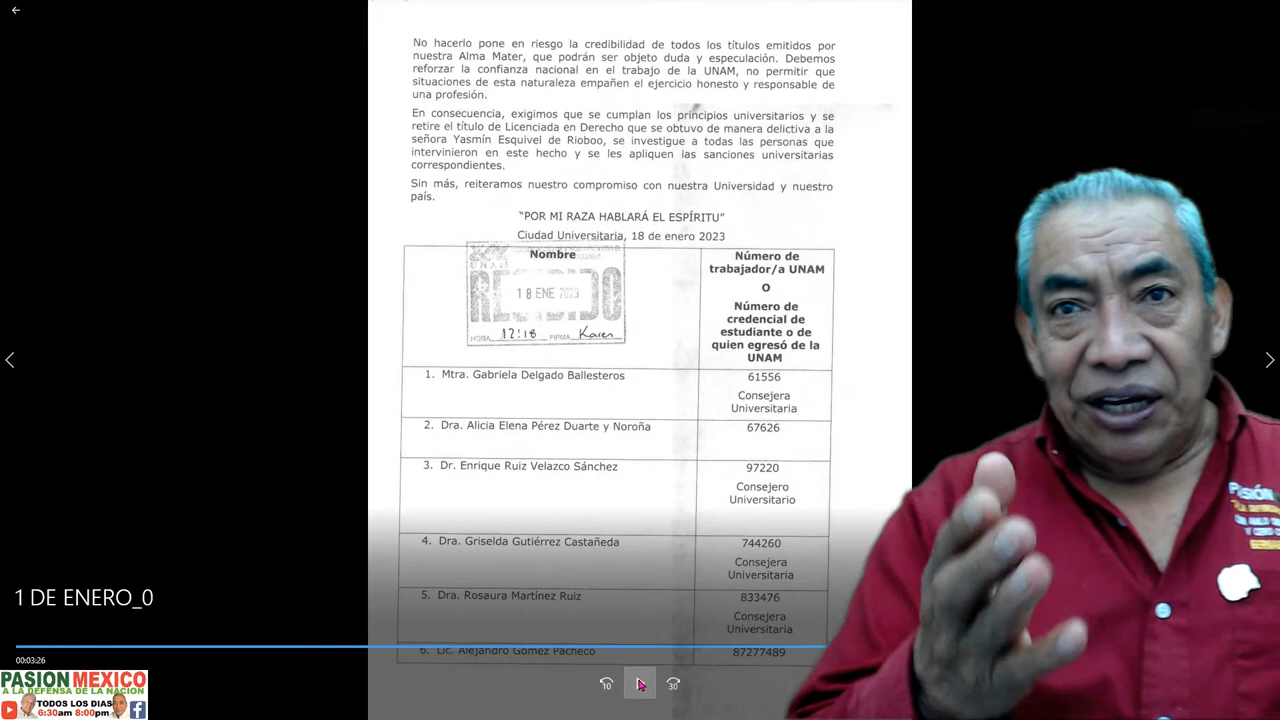 No hacerlo pone en riesgo la credibilidad de todos los títulos emitidos por
nuestra Alma Mater, que podrán ser objeto duda y especulación. Debemos
reforzar la confianza nacional en el trabajo de la UNAM, no permitir que
situaciones de esta naturaleza empañen el ejercicio honesto y responsable de
una profesión.
En consecuencia, exigimos que se cumplan los principios universitarios y se
retire el título de Licenciada en Derecho que se obtuvo de manera delictiva a la
señora Yasmín Esquivel de Rioboo, se investigue a todas las personas que
intervinieron en este hecho y se les apliquen las sanciones universitarias
correspondientes.
Sin más, reiteramos nuestro compromiso con nuestra Universidad y nuestro
país.
"POR MI RAZA HABLARÁ EL ESPÍRITU"
Ciudad Universitaria, 18 de enero 2023
Nombre
UNAM
RECIBIDO
18 ENE 2023
HORA 12:18 FIRMA Karen
Número de
trabajador/a UNAM
O
Número de
credencial de
estudiante o de
quien egresó de la
UNAM
1. Mtra. Gabriela Delgado Ballesteros
61556
Consejera
Universitaria
2. Dra. Alicia Elena Pérez Duarte y Noroña
67626
3. Dr. Enrique Ruiz Velazco Sánchez
97220
Consejero
Universitario
4. Dra. Griselda Gutiérrez Castañeda
744260
Consejera
Universitaria
5. Dra. Rosaura Martínez Ruiz
833476
Consejera
Universitaria
6. Lic. Alejandro Gómez Pacheco
87277489
1 DE ENERO_0
00:03:26
10
30
PASION MEXICO
A LA DEFENSA DE LA NACION
TODOS LOS DIAS
6:30am 8:00pm
PASIÓN